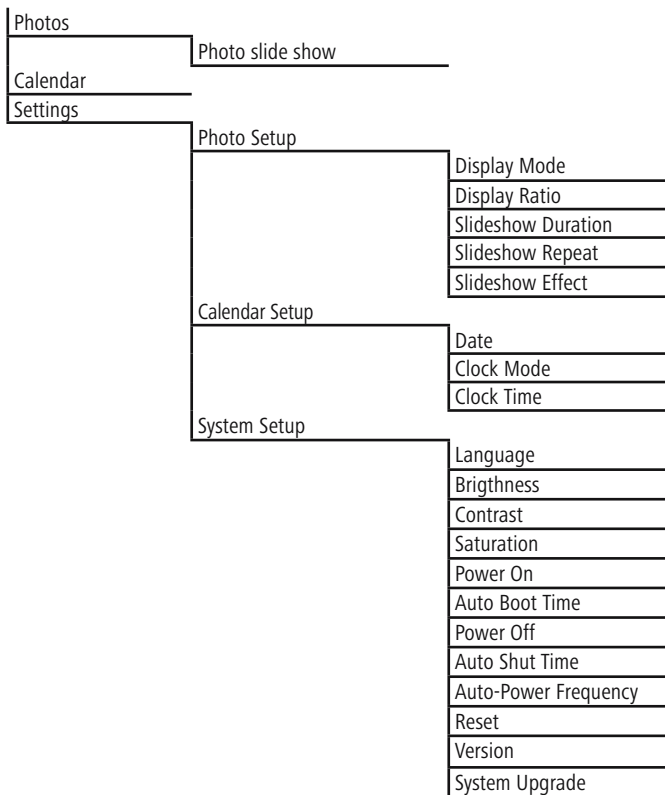 Photos
Photo slide show
Calendar
Settings
Photo Setup
Display Mode
Display Ratio
Slideshow Duration
Slideshow Repeat
Slideshow Effect
Calendar Setup
Date
Clock Mode
Clock Time
System Setup
Language
Brigthness
Contrast
Saturation
Power On
Auto Boot Time
Power Off
Auto Shut Time
Auto-Power Frequency
Reset
Version
System Upgrade